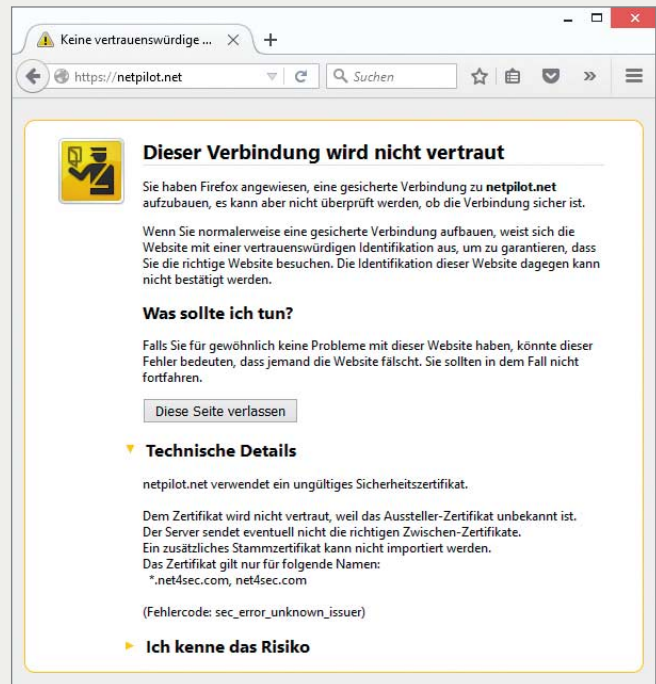 Keine vertrauenswürdige ...
https://netpilot.net
Suchen
Dieser Verbindung wird nicht vertraut
Sie haben Firefox angewiesen, eine gesicherte Verbindung zu netpilot.net
aufzubauen, es kann aber nicht überprüft werden, ob die Verbindung sicher ist.
Wenn Sie normalerweise eine gesicherte Verbindung aufbauen, weist sich die
Website mit einer vertrauenswürdigen Identifikation aus, um zu garantieren, dass
Sie die richtige Website besuchen. Die Identifikation dieser Website dagegen kann
nicht bestätigt werden.
Was sollte ich tun?
Falls Sie für gewöhnlich keine Probleme mit dieser Website haben, könnte dieser
Fehler bedeuten, dass jemand die Website fälscht. Sie sollten in dem Fall nicht
fortfahren.
Diese Seite verlassen
Technische Details
netpilot.net verwendet ein ungültiges Sicherheitszertifikat.
Dem Zertifikat wird nicht vertraut, weil das Aussteller-Zertifikat unbekannt ist.
Der Server sendet eventuell nicht die richtigen Zwischen-Zertifikate.
Ein zusätzliches Stammzertifikat kann nicht importiert werden.
Das Zertifikat gilt nur für folgende Namen:
*.net4sec.com, net4sec.com
(Fehlercode: sec_error_unknown_issuer)
Ich kenne das Risiko